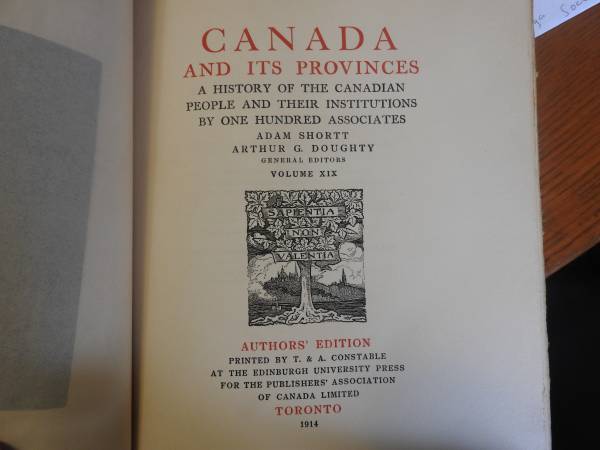 CANADA
AND ITS PROVINCES
A HISTORY OF THE CANADIAN
PEOPLE AND THEIR INSTITUTIONS
BY ONE HUNDRED ASSOCIATES
ADAM SHORTT
ARTHUR G. DOUGHTY
GENERAL EDITORS
VOLUME XIX
SAPIENTIA
NON
VALENTIA
AUTHORS' EDITION
PRINTED BY T. & A. CONSTABLE
AT THE EDINBURGH UNIVERSITY PRESS
FOR THE PUBLISHERS' ASSOCIATION
OF CANADA LIMITED
TORONTO
1914